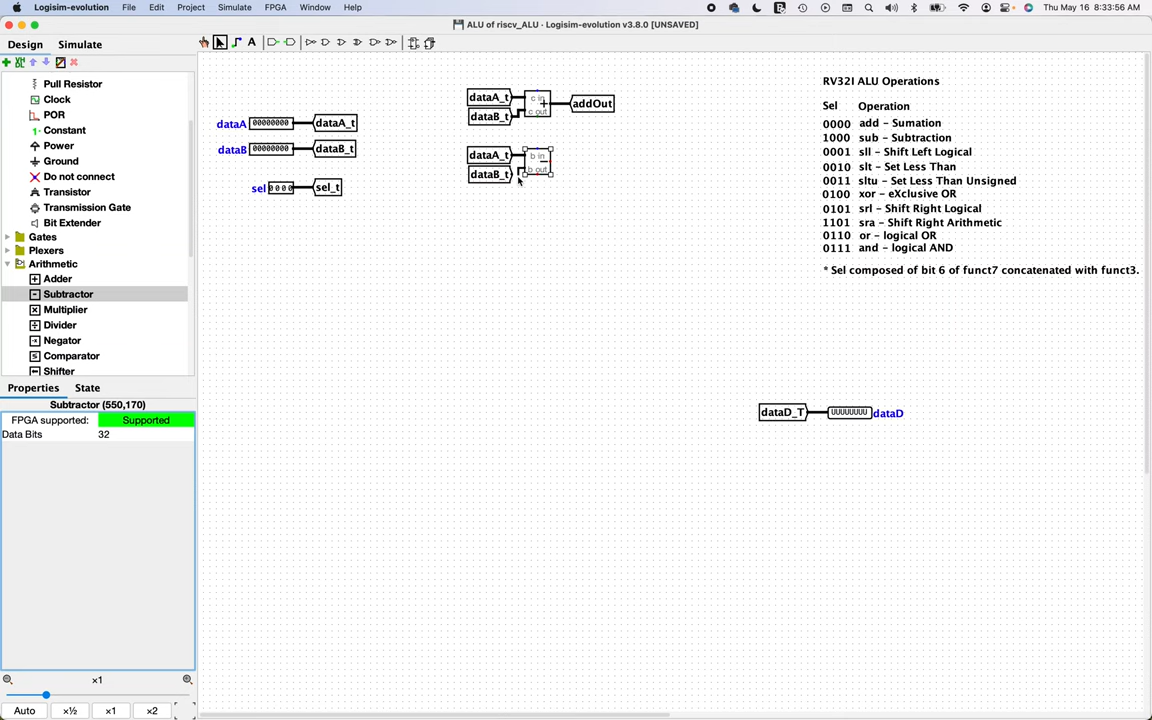 Logisim-evolution File Edit Project Simulate FPGA Window Help
Thu May 16 8:33:56 AM
ALU of riscv_ALU · Logisim-evolution v3.8.0 [UNSAVED]
Design Simulate
A
Pull Resistor
Clock
POR
Constant
Power
Ground
Do not connect
Transistor
Transmission Gate
Bit Extender
Gates
Plexers
Arithmetic
Adder
Subtractor
Multiplier
Divider
Negator
Comparator
Shifter
Properties State
Subtractor (550,170)
FPGA supported: Supported
Data Bits 32
x1
Auto x½ x1 x2
dataA 00000000 dataA_t
dataB 00000000 dataB_t
sel 0000 sel_t
dataA_t c in + addOut
dataB_t c out
dataA_t b in
dataB_t b out
RV32I ALU Operations
Sel Operation
0000 add - Sumation
1000 sub - Subtraction
0001 sll - Shift Left Logical
0010 slt - Set Less Than
0011 sltu - Set Less Than Unsigned
0100 xor - eXclusive OR
0101 srl - Shift Right Logical
1101 sra - Shift Right Arithmetic
0110 or - logical OR
0111 and - logical AND
* Sel composed of bit 6 of funct7 concatenated with funct3.
dataD_T UUUUUUUU dataD